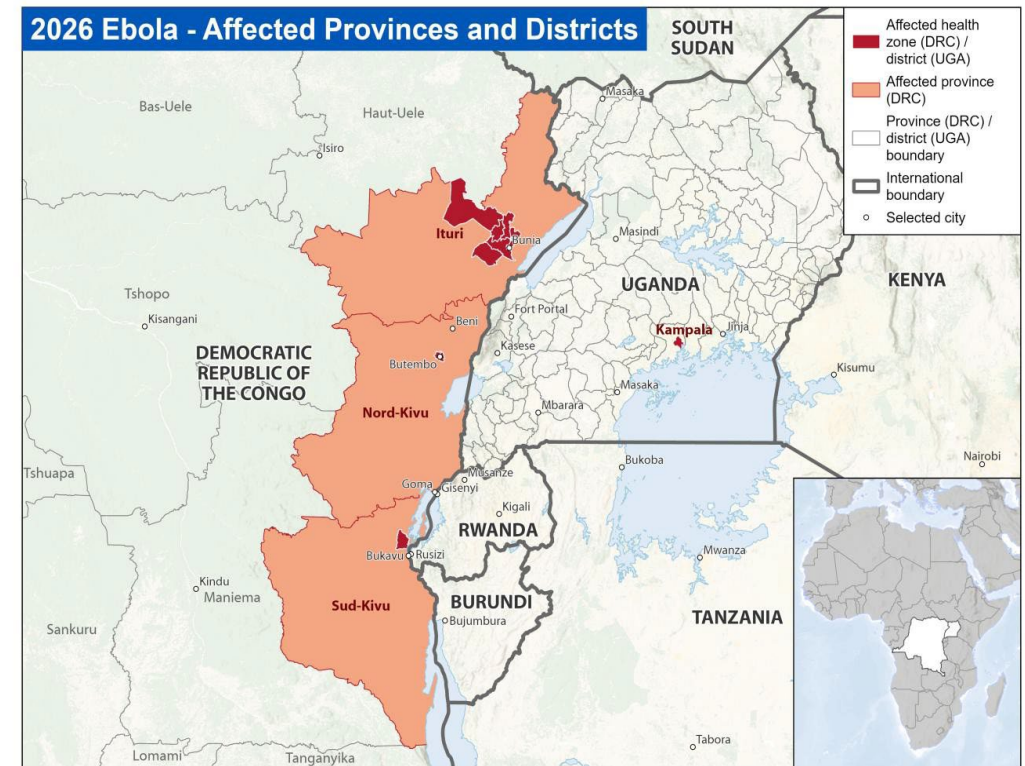 2026 Ebola - Affected Provinces and Districts
Affected health
zone (DRC) /
district (UGA)
Affected province
(DRC)
Province (DRC) /
district (UGA)
boundary
International
boundary
Selected city
SOUTH
SUDAN
Masaka
Bas-Uele
Haut-Uele
Isiro
Ituri
Bunia
Masindi
UGANDA
KENYA
Tshopo
Kisangani
Fort Portal
Beni
Kampala
Jinja
Kasese
DEMOCRATIC
REPUBLIC OF
THE CONGO
Butembo
Kisumu
Masaka
Nord-Kivu
Mbarara
Tshuapa
Bukoba
Nairobi
Musanze
Goma
Gisenyi
Kigali
RWANDA
Bukavu
Rusizi
Mwanza
Kindu
Maniema
Sud-Kivu
BURUNDI
Bujumbura
TANZANIA
Sankuru
Tabora
Lomami
Tanganyika